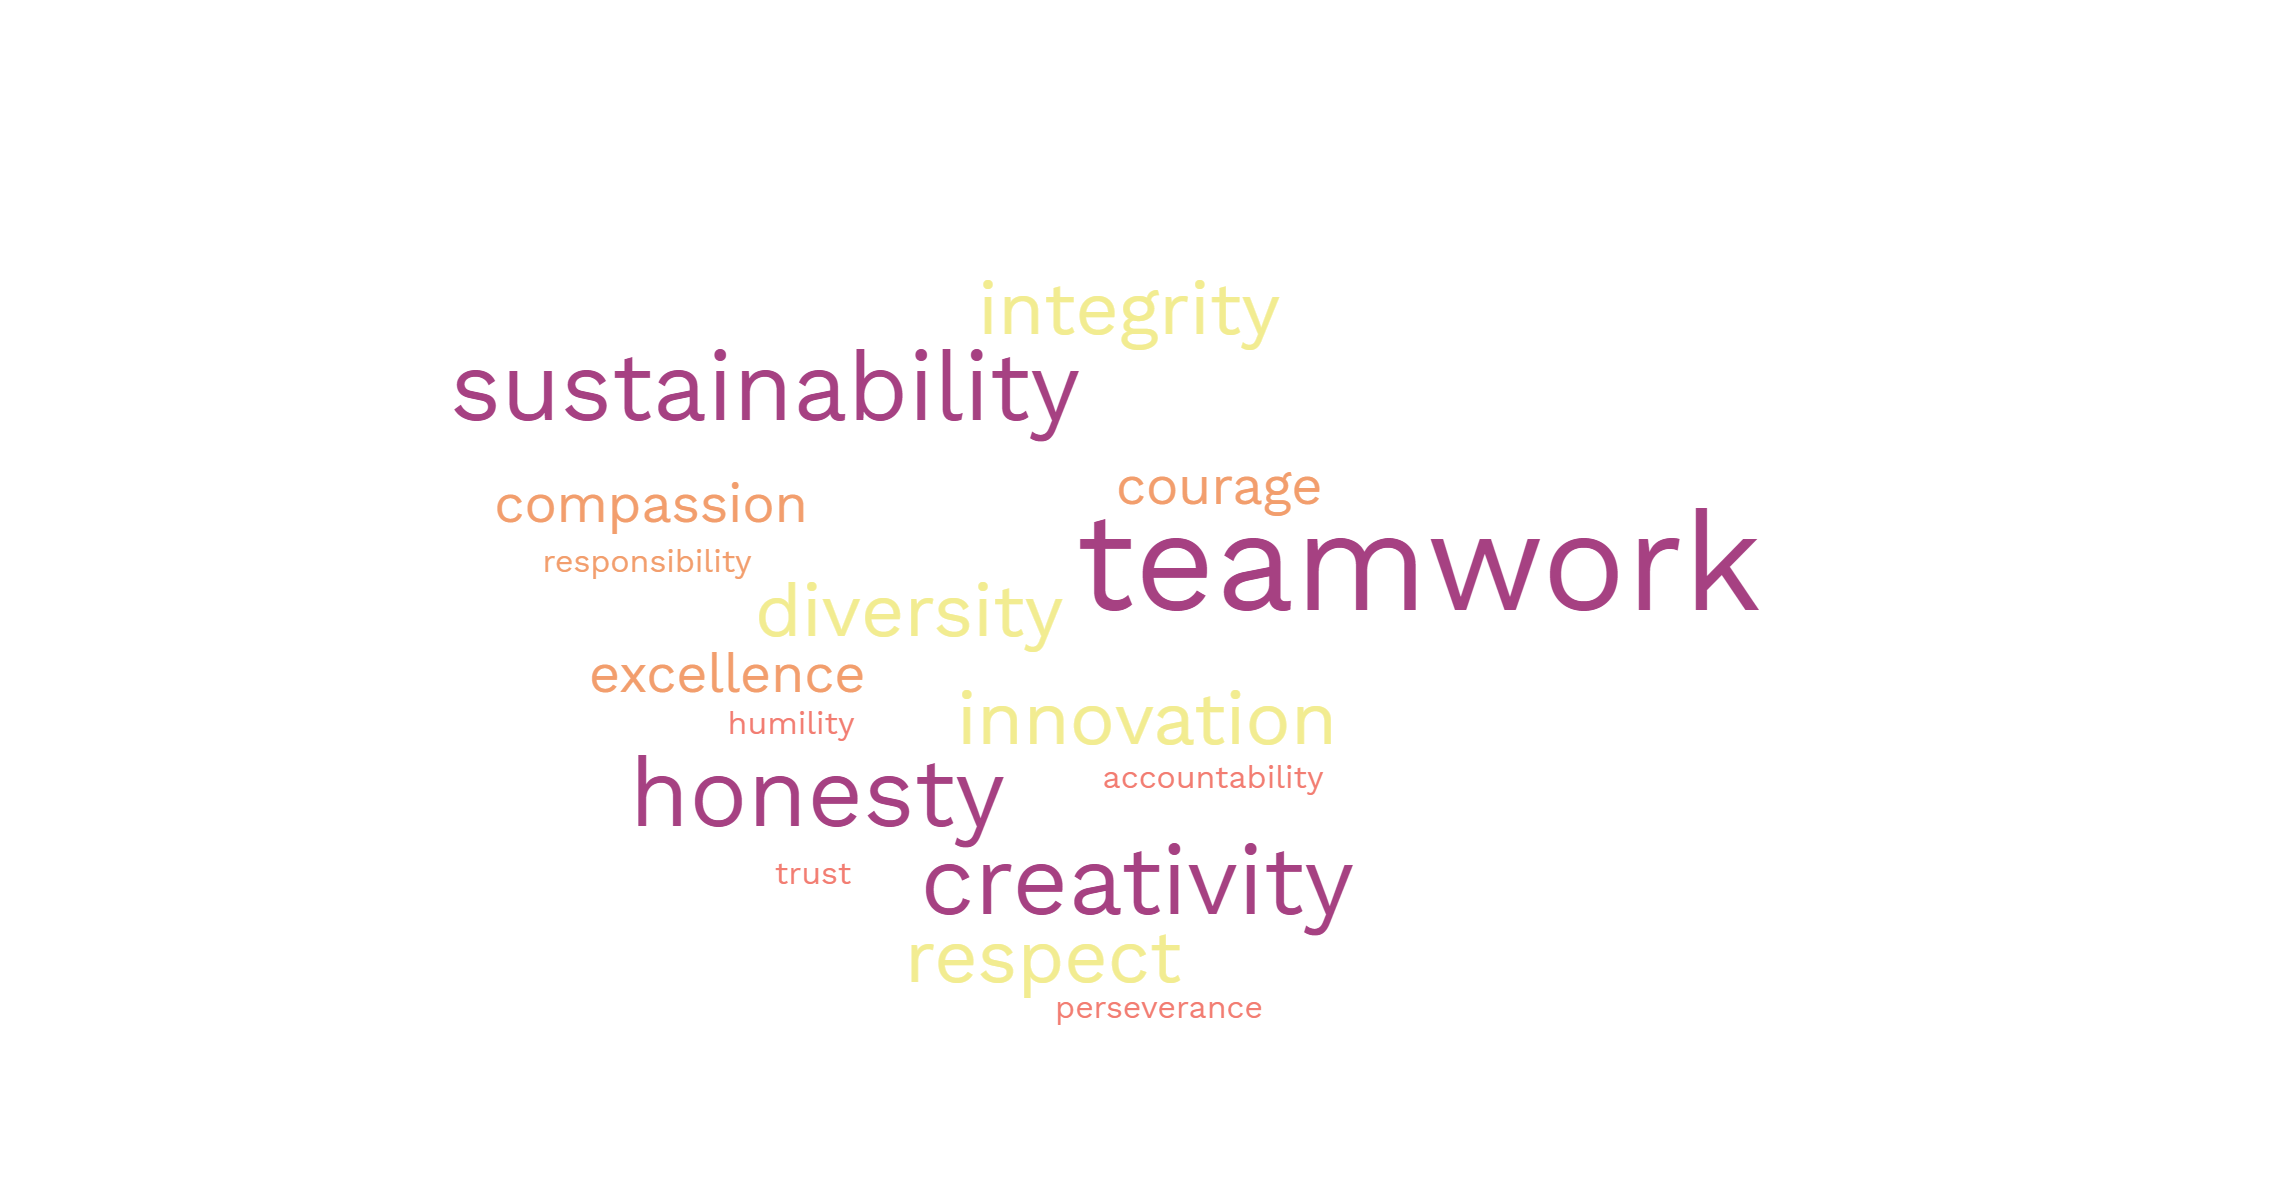 integrity
sustainability
courage
compassion
teamwork
responsibility
diversity
excellence
innovation
humility
accountability
honesty
trust
creativity
respect
perseverance